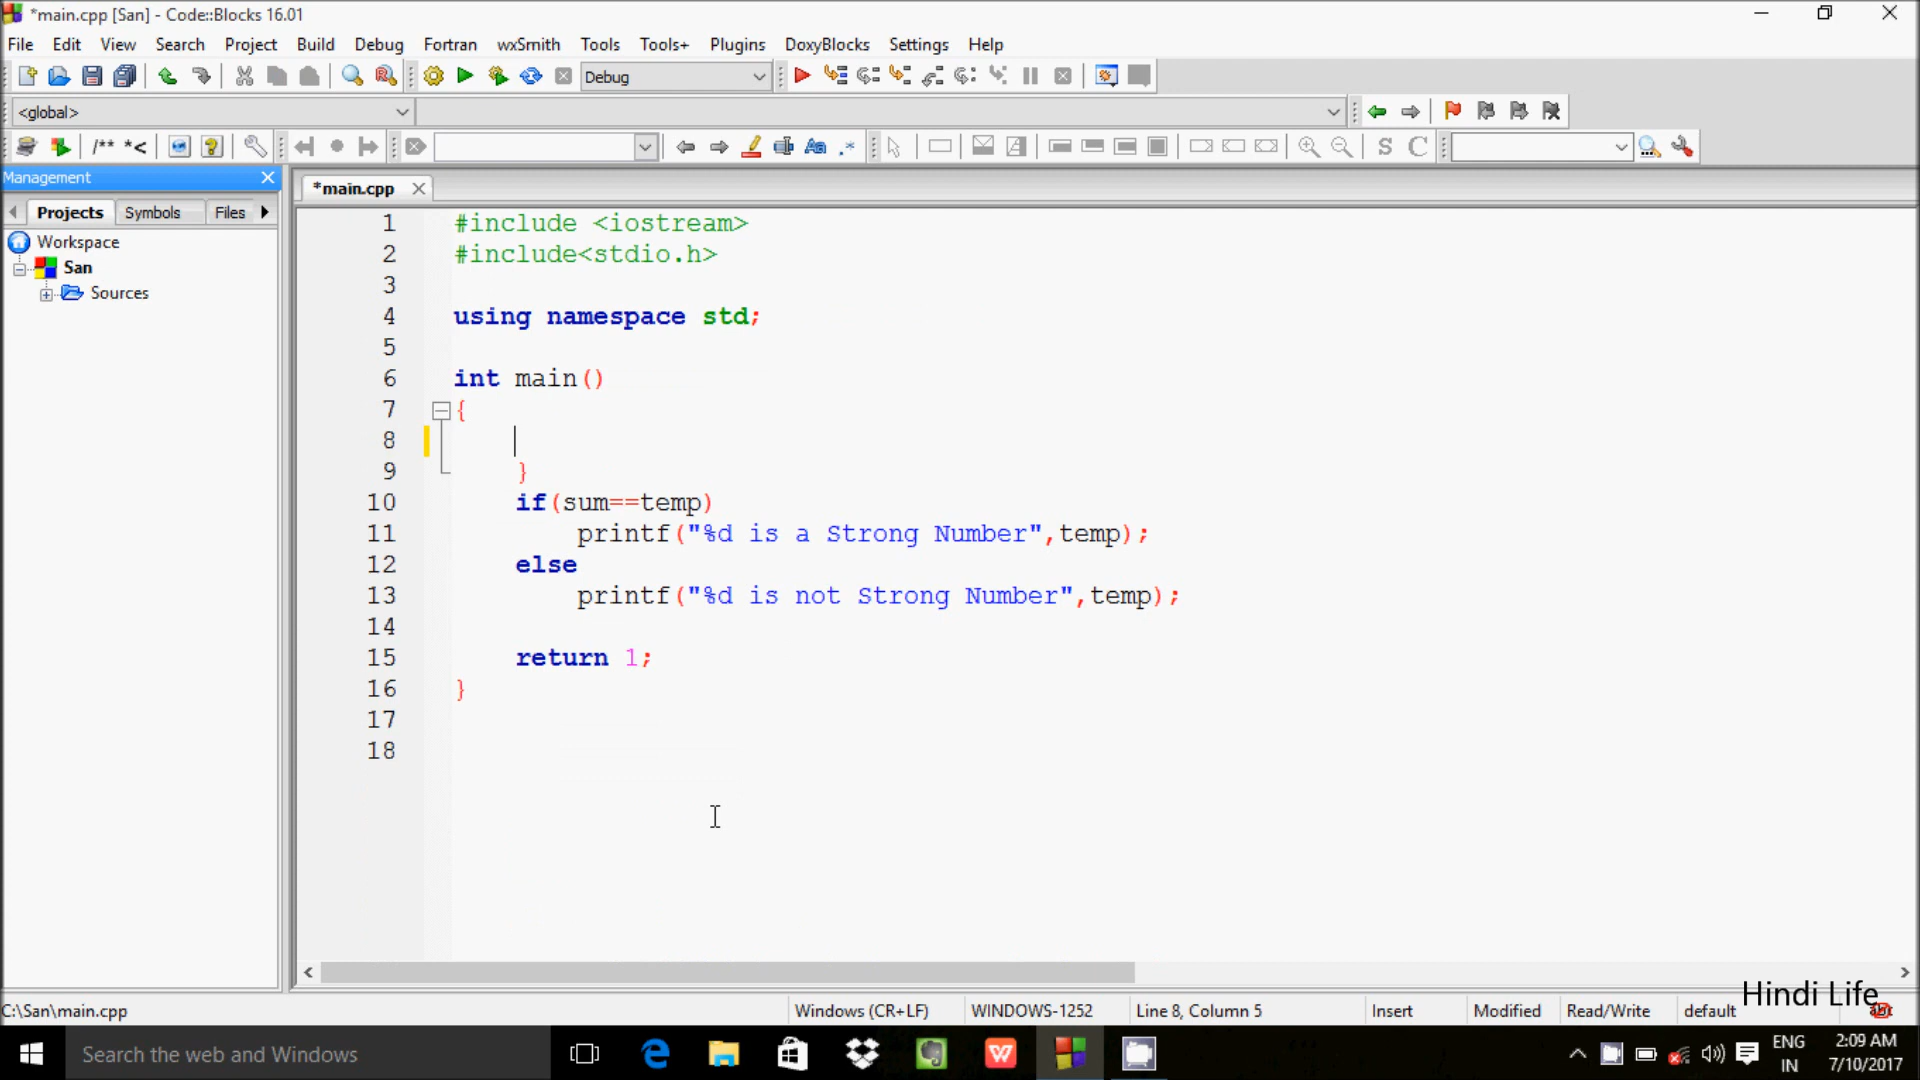 *main.cpp [San] - Code::Blocks 16.01
File Edit View Search Project Build Debug Fortran wxSmith Tools Tools+ Plugins DoxyBlocks Settings Help
Debug
<global>
/** *<
S C
Management
*main.cpp
Projects Symbols Files
Workspace
San
Sources
1 #include <iostream>
2 #include<stdio.h>
3
4 using namespace std;
5
6 int main()
7 {
8
9 }
10 if(sum==temp)
11 printf("%d is a Strong Number",temp);
12 else
13 printf("%d is not Strong Number",temp);
14
15 return 1;
16 }
17
18
Hindi Life
C:\San\main.cpp Windows (CR+LF) WINDOWS-1252 Line 8, Column 5 Insert Modified Read/Write default
Search the web and Windows
ENG
IN
2:09 AM
7/10/2017